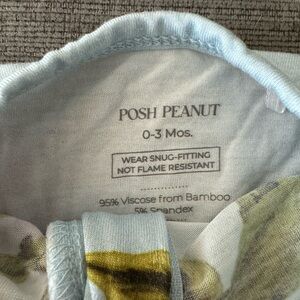 POSH PEANUT
0-3 Mos.
WEAR SNUG-FITTING
NOT FLAME RESISTANT
95% Viscose from Bamboo
5% Spandex